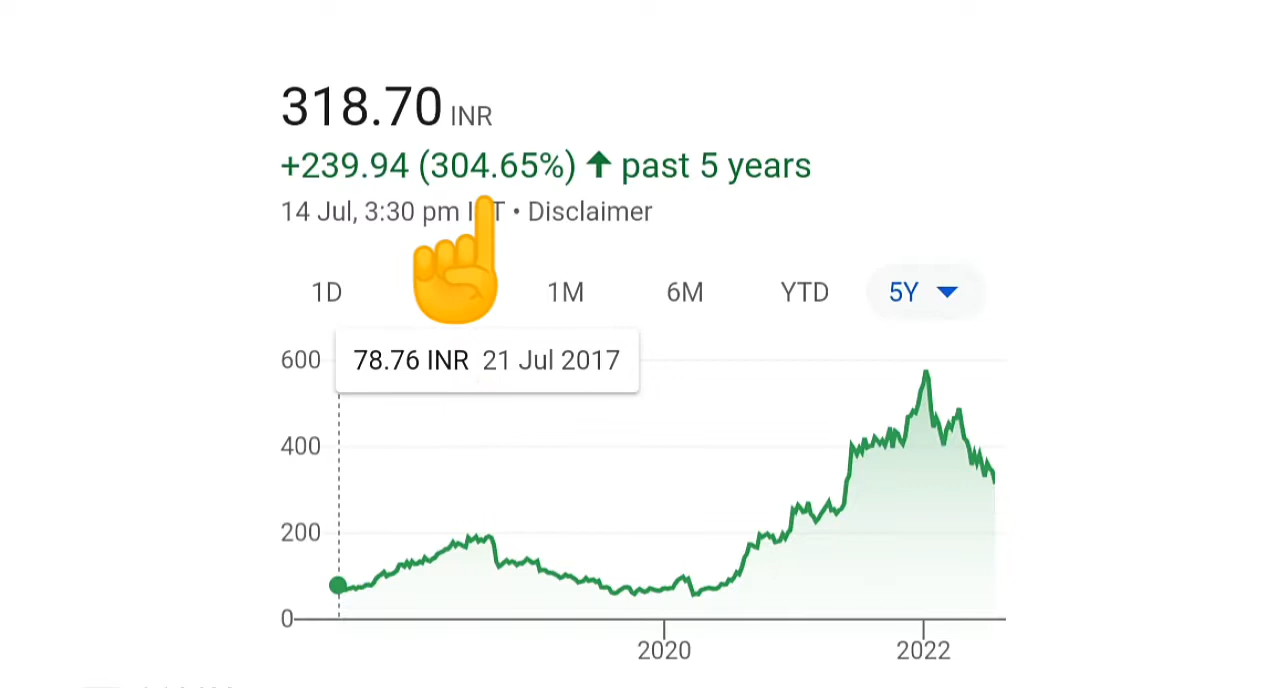 318.70 INR
+239.94 (304.65%) ↑ past 5 years
14 Jul, 3:30 pm • Disclaimer
1D 1M 6M YTD 5Y
78.76 INR 21 Jul 2017
600
400
200
0
2020 2022